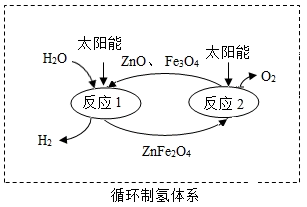 太阳能
太阳能
H₂O
ZnO、Fe₃O₄
O₂
反应1
反应2
H₂
ZnFe₂O₄
循环制氢体系